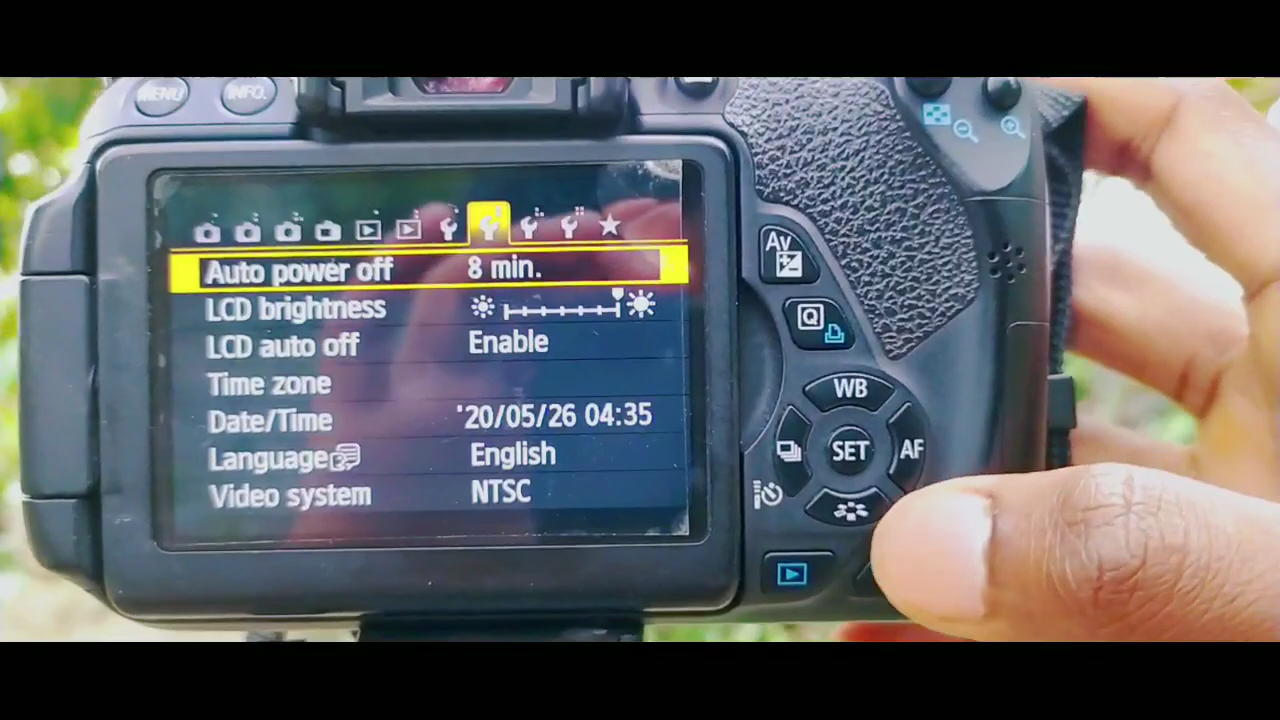 MENU
INFO.
Auto power off 8 min.
LCD brightness
LCD auto off Enable
Time zone
Date/Time '20/05/26 04:35
Language English
Video system NTSC
Av
Q
WB
SET
AF